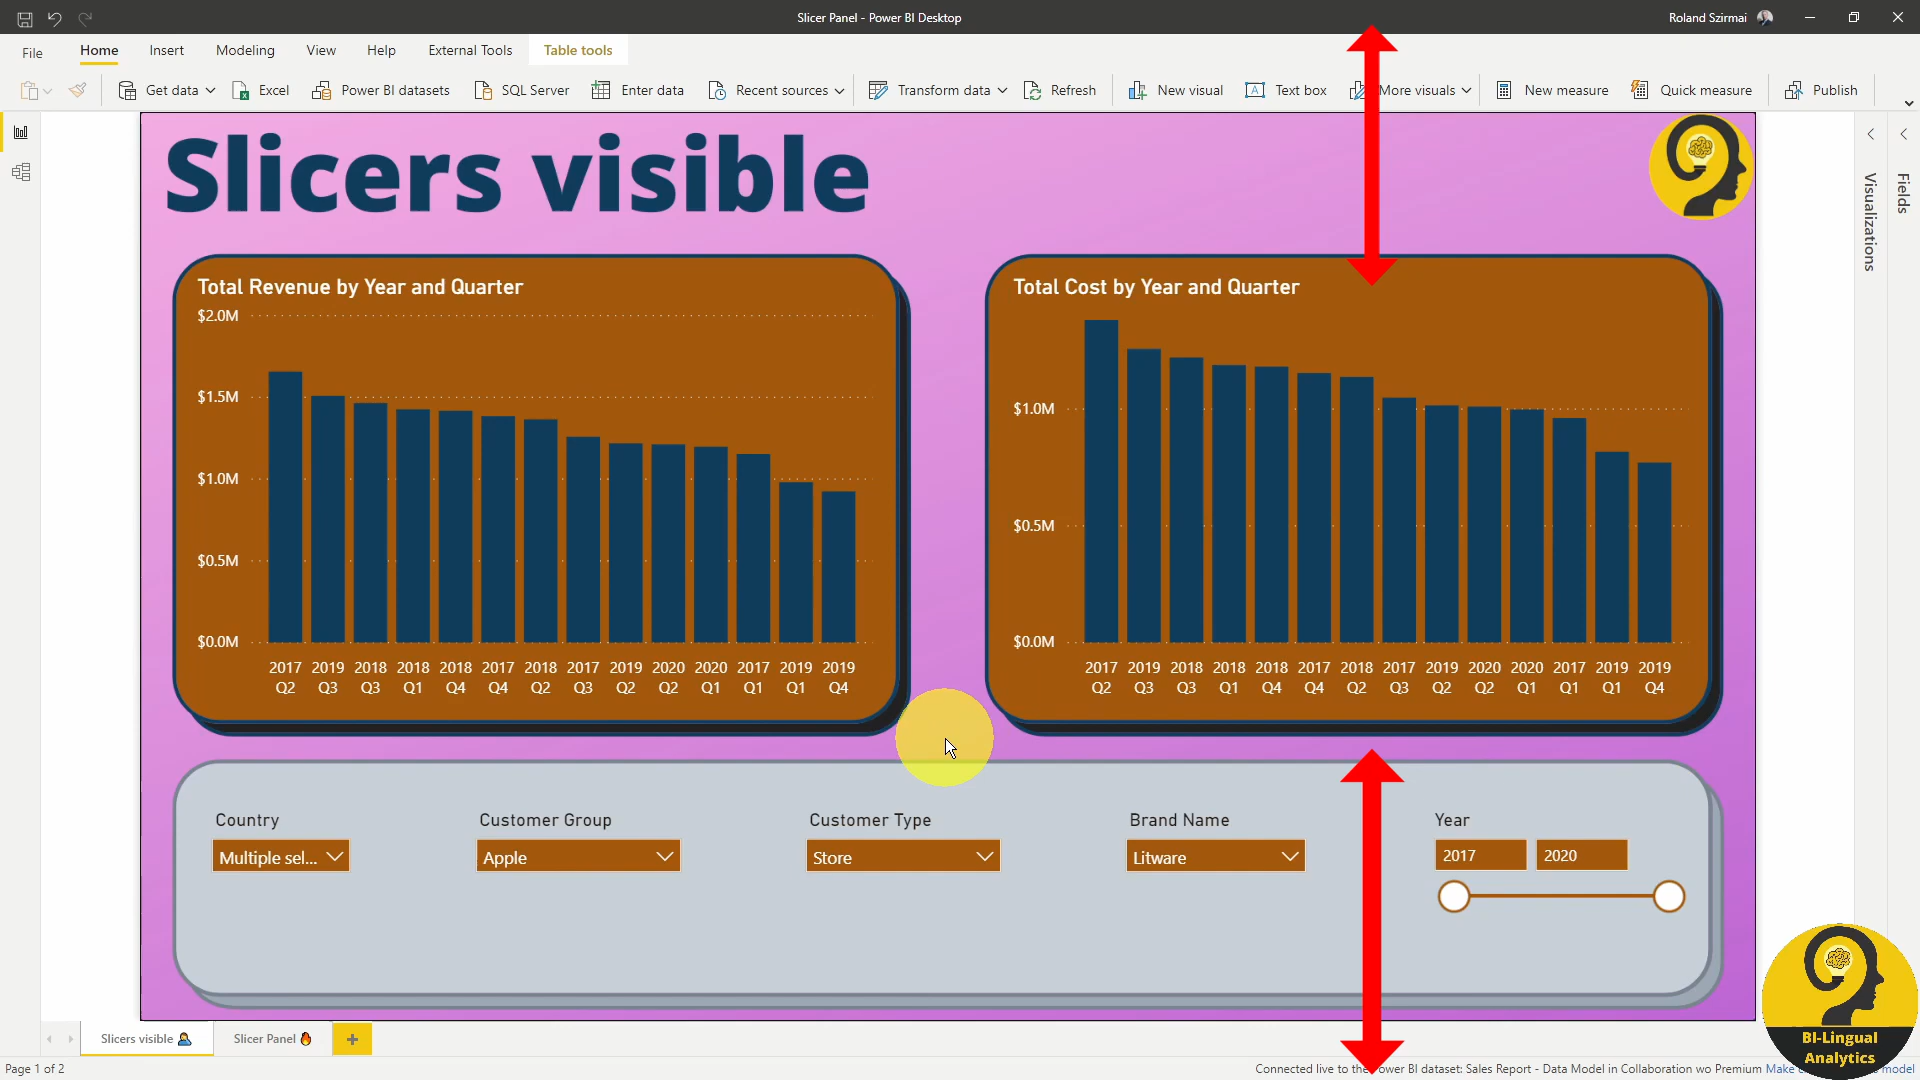 Slicer Panel - Power BI Desktop
Roland Szirmai
File Home Insert Modeling View Help External Tools Table tools
Get data Excel Power BI datasets SQL Server Enter data Recent sources Transform data Refresh New visual Text box More visuals New measure Quick measure Publish
Slicers visible
Visualizations
Fields
Total Revenue by Year and Quarter
$2.0M
$1.5M
$1.0M
$0.5M
$0.0M
2017 2019 2018 2018 2018 2017 2018 2017 2019 2020 2020 2017 2019 2019
Q2 Q3 Q3 Q1 Q4 Q4 Q2 Q3 Q2 Q2 Q1 Q1 Q1 Q4
Total Cost by Year and Quarter
$1.0M
$0.5M
$0.0M
2017 2019 2018 2018 2018 2017 2018 2017 2019 2020 2020 2017 2019 2019
Q2 Q3 Q3 Q1 Q4 Q4 Q2 Q3 Q2 Q2 Q1 Q1 Q1 Q4
Country Customer Group Customer Type Brand Name Year
Multiple sel... Apple Store Litware 2017 2020
Slicers visible Slicer Panel
Page 1 of 2
Connected live to the Power BI dataset: Sales Report - Data Model in Collaboration wo Premium Make model
BI-Lingual
Analytics